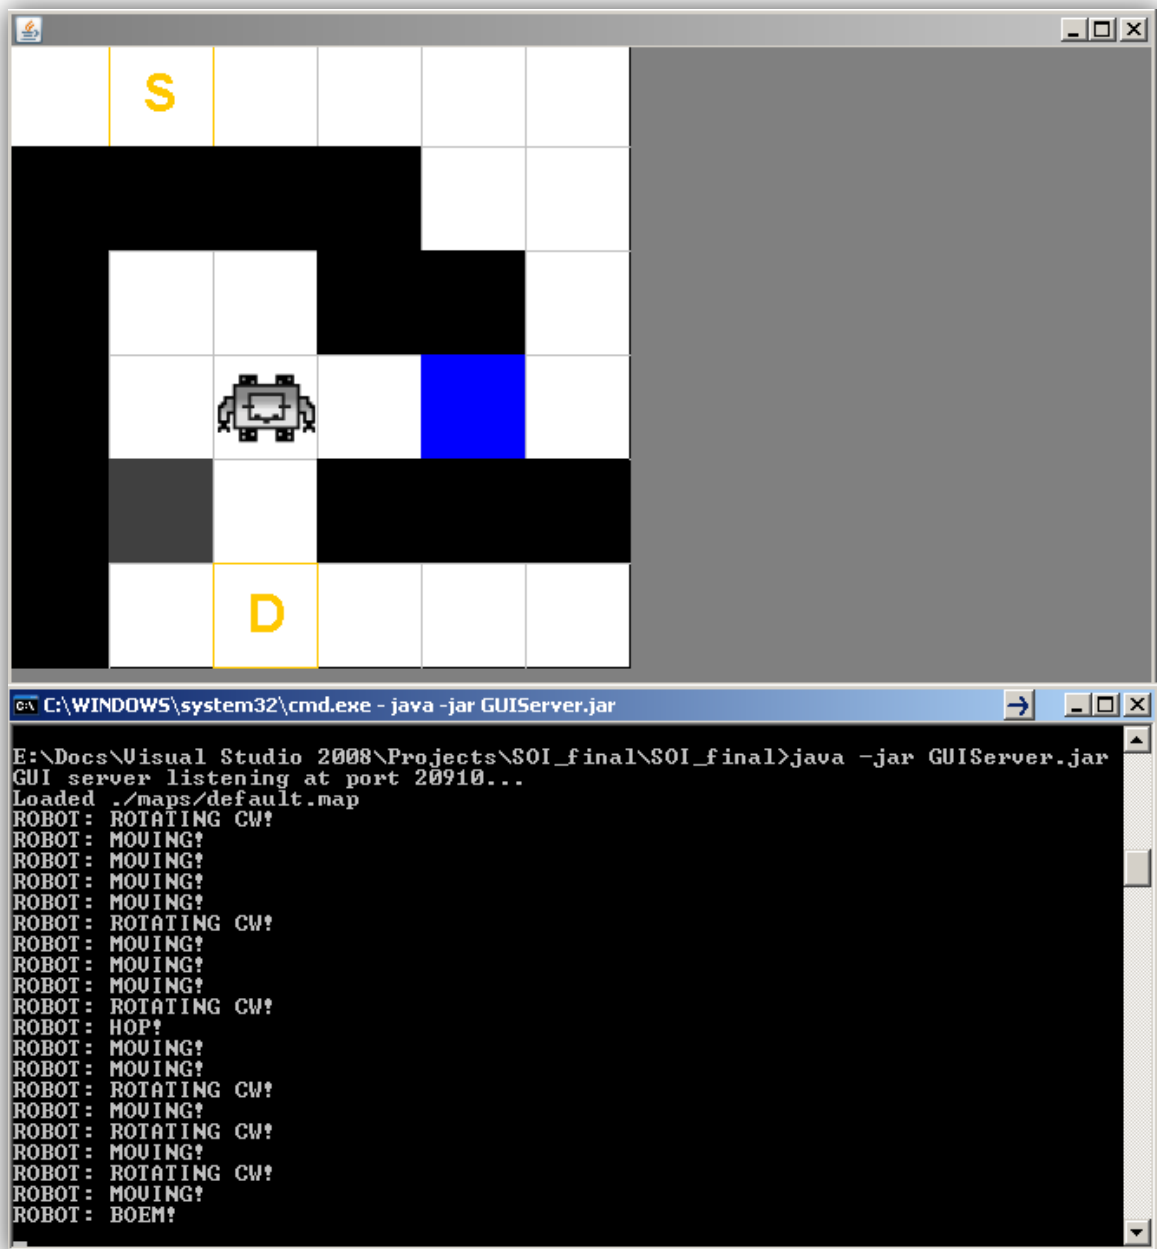 S
D
C:\WINDOWS\system32\cmd.exe - java -jar GUIServer.jar
E:\Docs\Visual Studio 2008\Projects\SOI_final\SOI_final>java -jar GUIServer.jar
GUI server listening at port 20910...
Loaded ./maps/default.map
ROBOT: ROTATING CW!
ROBOT: MOVING!
ROBOT: MOVING!
ROBOT: MOVING!
ROBOT: MOVING!
ROBOT: ROTATING CW!
ROBOT: MOVING!
ROBOT: MOVING!
ROBOT: MOVING!
ROBOT: ROTATING CW!
ROBOT: HOP!
ROBOT: MOVING!
ROBOT: MOVING!
ROBOT: ROTATING CW!
ROBOT: MOVING!
ROBOT: ROTATING CW!
ROBOT: MOVING!
ROBOT: ROTATING CW!
ROBOT: MOVING!
ROBOT: BOEM!